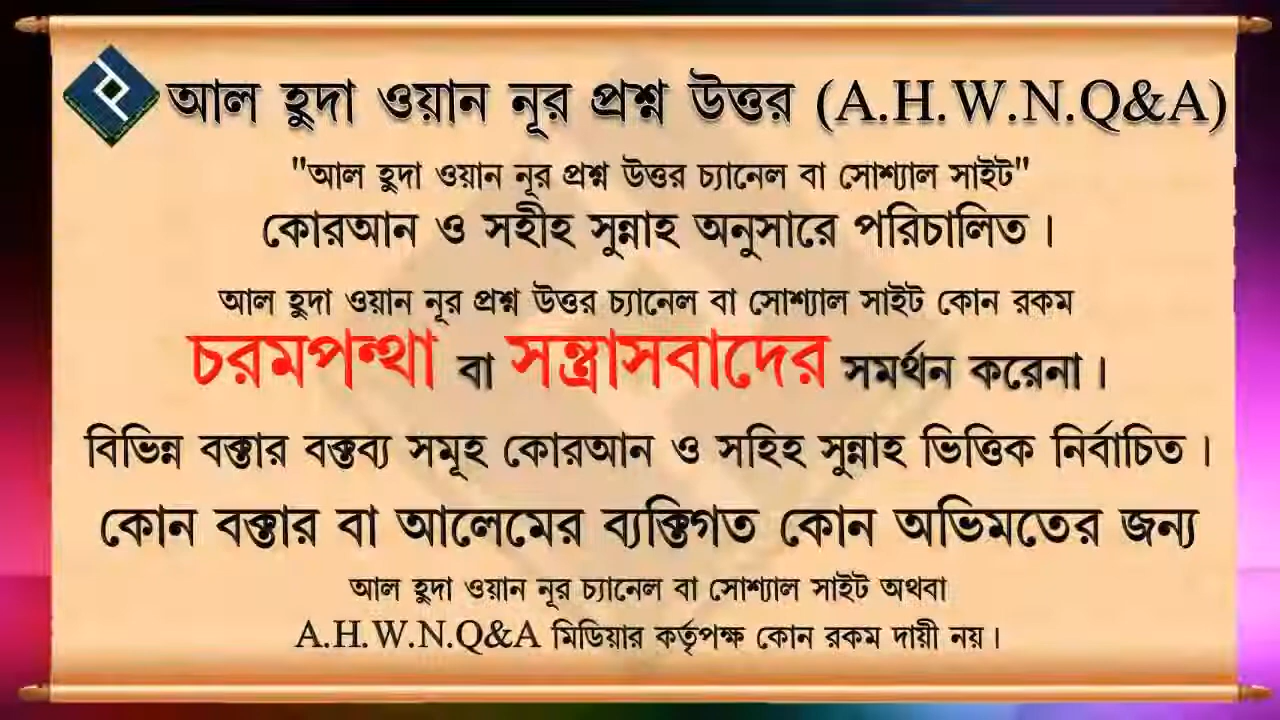 আল হুদা ওয়ান নূর প্রশ্ন উত্তর (A.H.W.N.Q&A)
"আল হুদা ওয়ান নূর প্রশ্ন উত্তর চ্যানেল বা সোশ্যাল সাইট"
কোরআন ও সহীহ সুন্নাহ অনুসারে পরিচালিত।
আল হুদা ওয়ান নূর প্রশ্ন উত্তর চ্যানেল বা সোশ্যাল সাইট কোন রকম
চরমপন্থা বা সন্ত্রাসবাদের সমর্থন করেনা।
বিভিন্ন বক্তার বক্তব্য সমূহ কোরআন ও সহিহ সুন্নাহ ভিত্তিক নির্বাচিত।
কোন বক্তার বা আলেমের ব্যক্তিগত কোন অভিমতের জন্য
আল হুদা ওয়ান নূর চ্যানেল বা সোশ্যাল সাইট অথবা
A.H.W.N.Q&A মিডিয়ার কর্তৃপক্ষ কোন রকম দায়ী নয়।